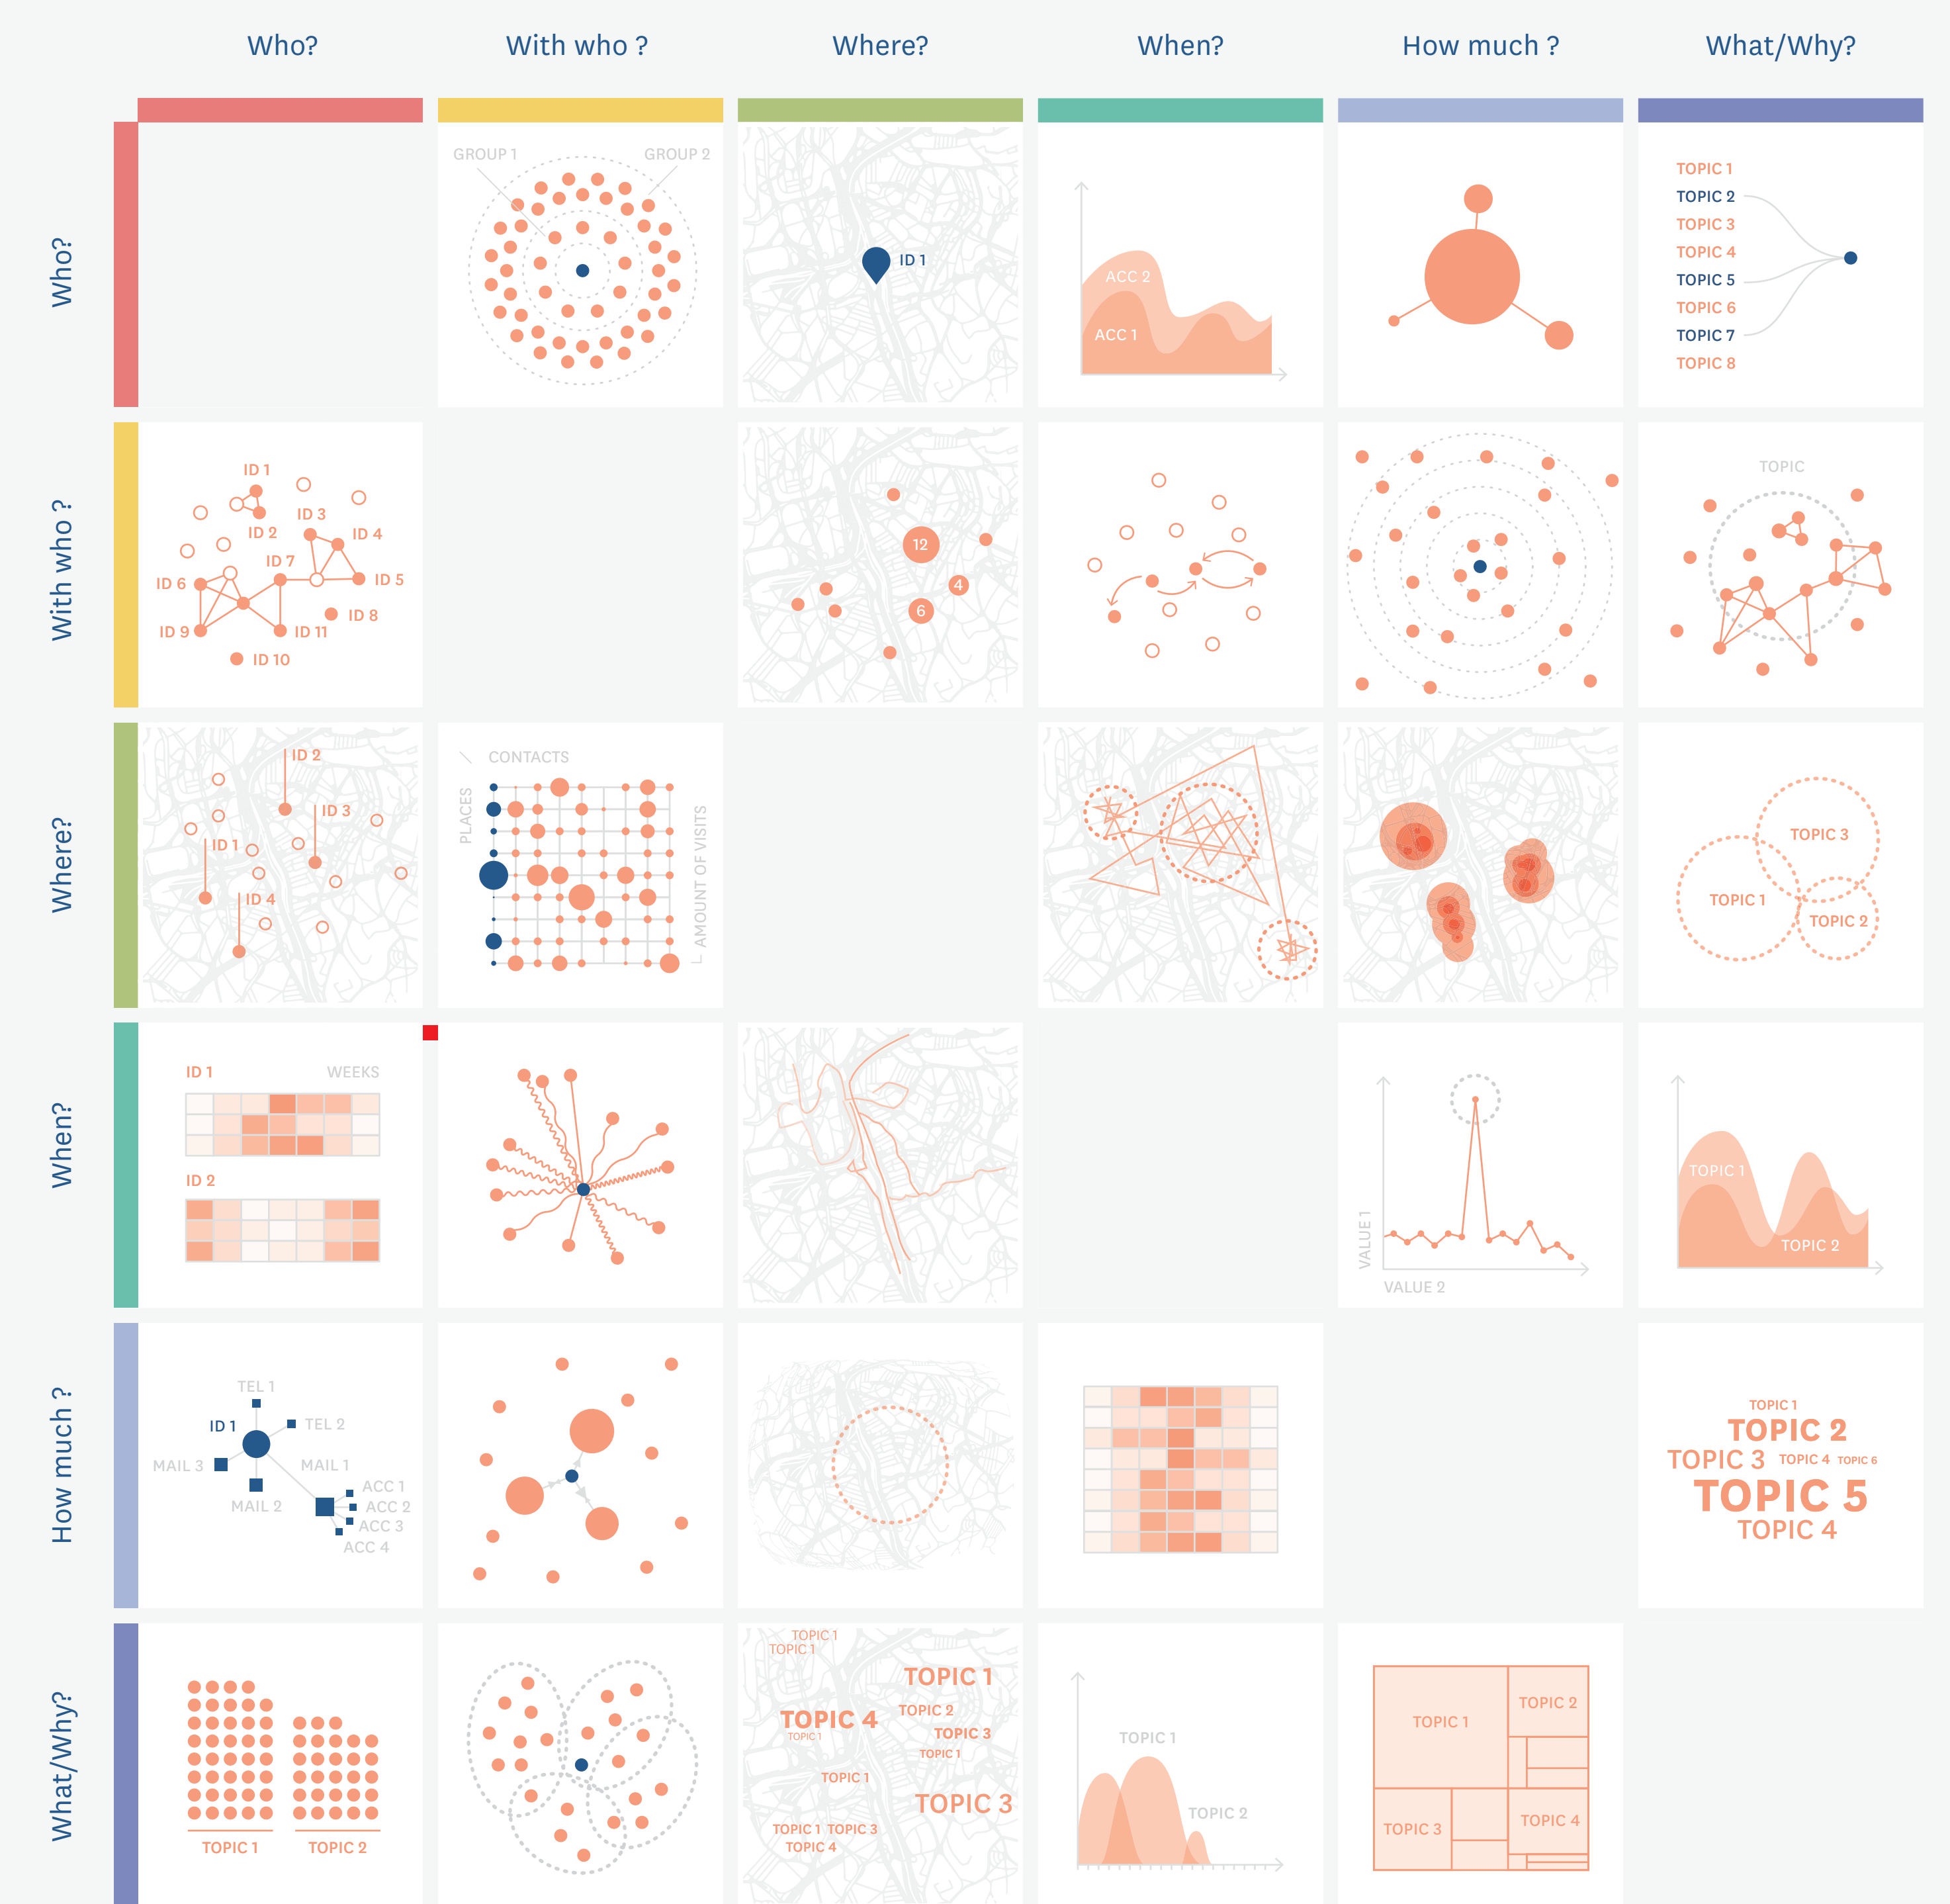 Who?
With who ?
Where?
When?
How much ?
What/Why?
Who?
GROUP 1
GROUP 2
ID 1
ACC 2
ACC 1
TOPIC 1
TOPIC 2
TOPIC 3
TOPIC 4
TOPIC 5
TOPIC 6
TOPIC 7
TOPIC 8
With who ?
ID 1
ID 2
ID 3
ID 4
ID 7
ID 5
ID 6
ID 8
ID 9
ID 11
ID 10
12
4
6
TOPIC
Where?
ID 2
ID 3
ID 1
ID 4
CONTACTS
PLACES
AMOUNT OF VISITS
TOPIC 3
TOPIC 1
TOPIC 2
When?
ID 1
WEEKS
ID 2
VALUE 1
VALUE 2
TOPIC 1
TOPIC 2
How much ?
TEL 1
ID 1
TEL 2
MAIL 3
MAIL 1
MAIL 2
ACC 1
ACC 2
ACC 3
ACC 4
TOPIC 1
TOPIC 2
TOPIC 3 TOPIC 4 TOPIC 6
TOPIC 5
TOPIC 4
What/Why?
TOPIC 1
TOPIC 2
TOPIC 1
TOPIC 1
TOPIC 1
TOPIC 2
TOPIC 4
TOPIC 3
TOPIC 1
TOPIC 1
TOPIC 1
TOPIC 3
TOPIC 1 TOPIC 3
TOPIC 4
TOPIC 1
TOPIC 2
TOPIC 1
TOPIC 2
TOPIC 3
TOPIC 4